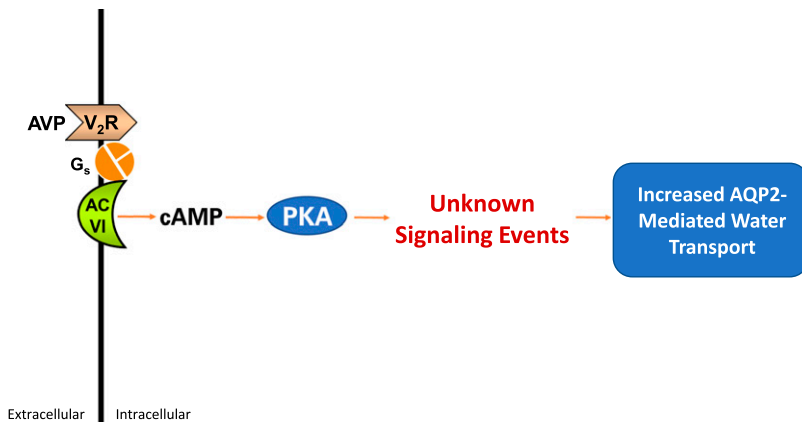 AVP
V₂R
Gₛ
AC
VI
cAMP
PKA
Unknown
Signaling Events
Increased AQP2-
Mediated Water
Transport
Extracellular
Intracellular